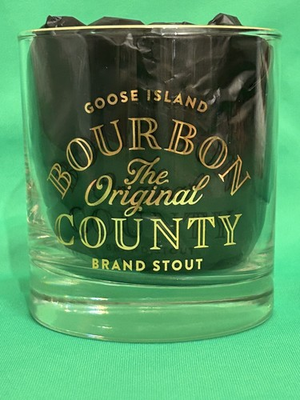 GOOSE ISLAND
BOURBON
The
Original
COUNTY
BRAND STOUT